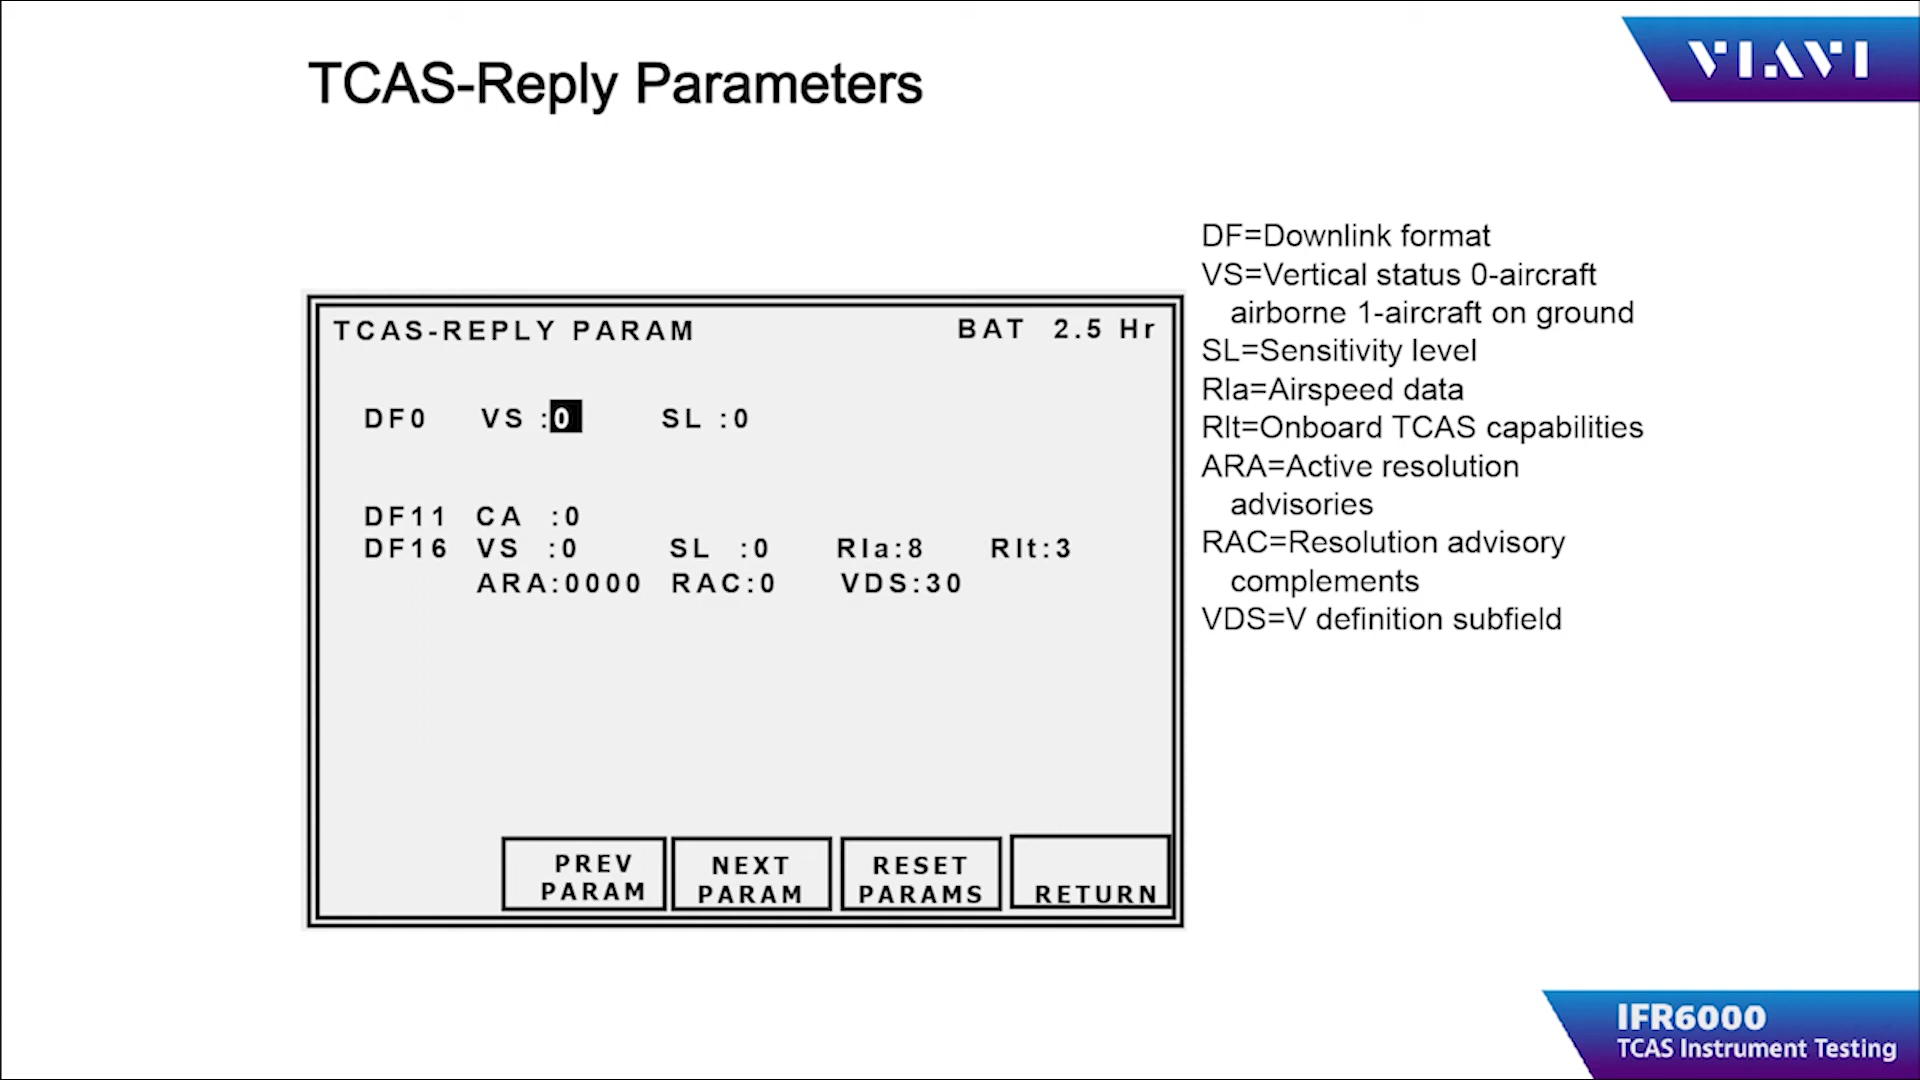 TCAS-Reply Parameters
VIAVI
TCAS-REPLY PARAM BAT 2.5 Hr
DF0 VS :0 SL :0
DF11 CA :0
DF16 VS :0 SL :0 RIa:8 RIt:3
ARA:0000 RAC:0 VDS:30
PREV
PARAM
NEXT
PARAM
RESET
PARAMS
RETURN
DF=Downlink format
VS=Vertical status 0-aircraft
airborne 1-aircraft on ground
SL=Sensitivity level
RIa=Airspeed data
RIt=Onboard TCAS capabilities
ARA=Active resolution
advisories
RAC=Resolution advisory
complements
VDS=V definition subfield
IFR6000
TCAS Instrument Testing